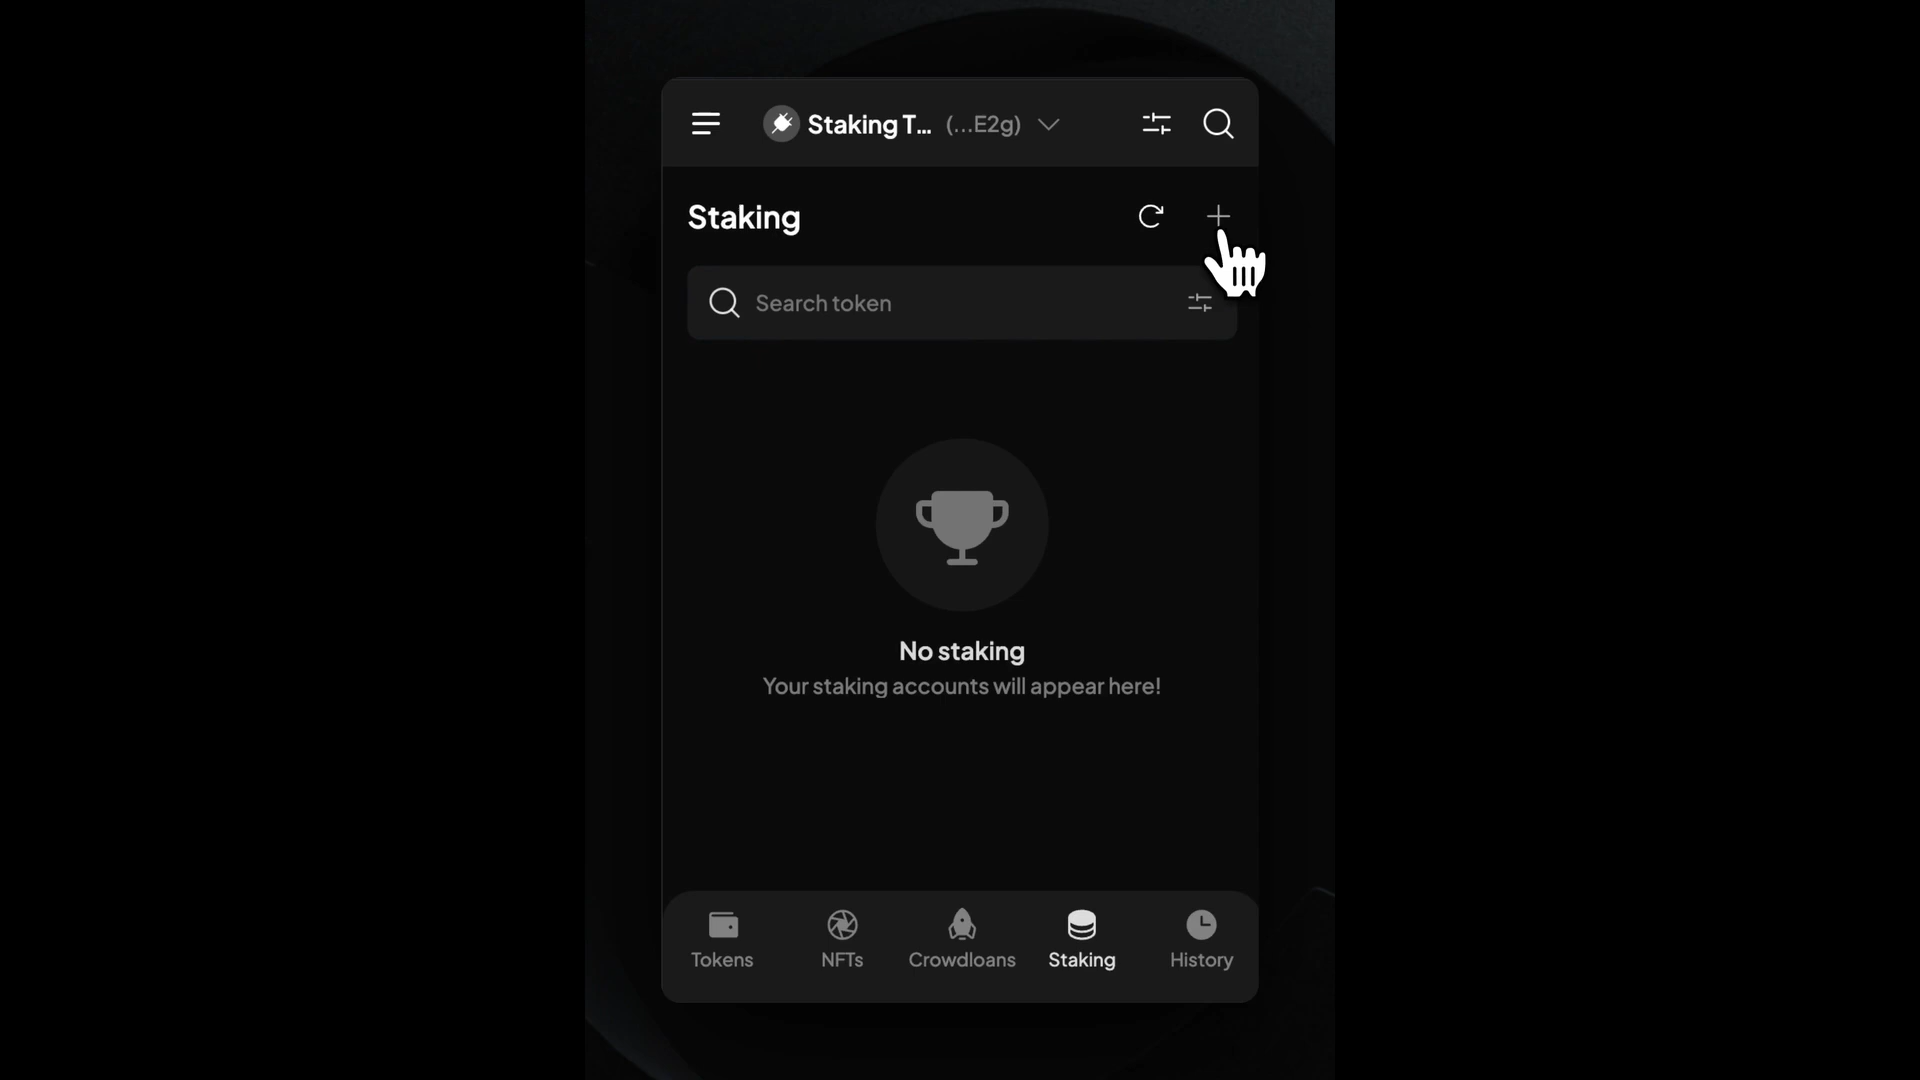 Staking T... (...E2g)
Staking
Search token
No staking
Your staking accounts will appear here!
Tokens NFTs Crowdloans Staking History